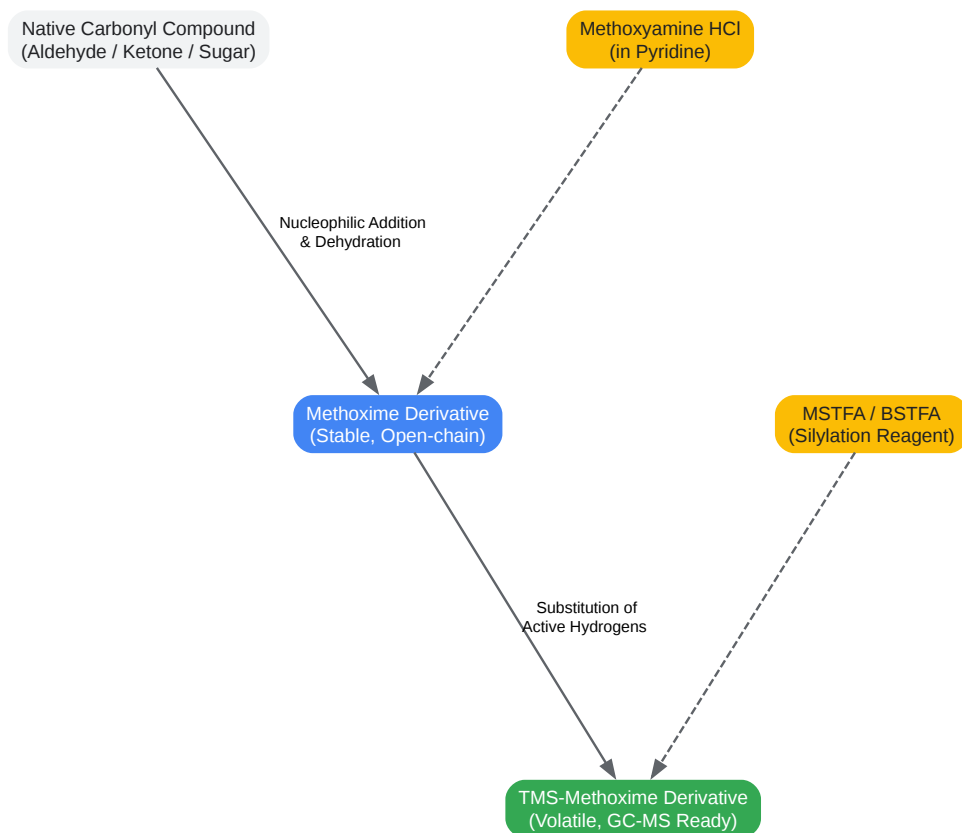 Native Carbonyl Compound
(Aldehyde / Ketone / Sugar)
Methoxyamine HCl
(in Pyridine)
Nucleophilic Addition
& Dehydration
Methoxime Derivative
(Stable, Open-chain)
MSTFA / BSTFA
(Silylation Reagent)
Substitution of
Active Hydrogens
TMS-Methoxime Derivative
(Volatile, GC-MS Ready)